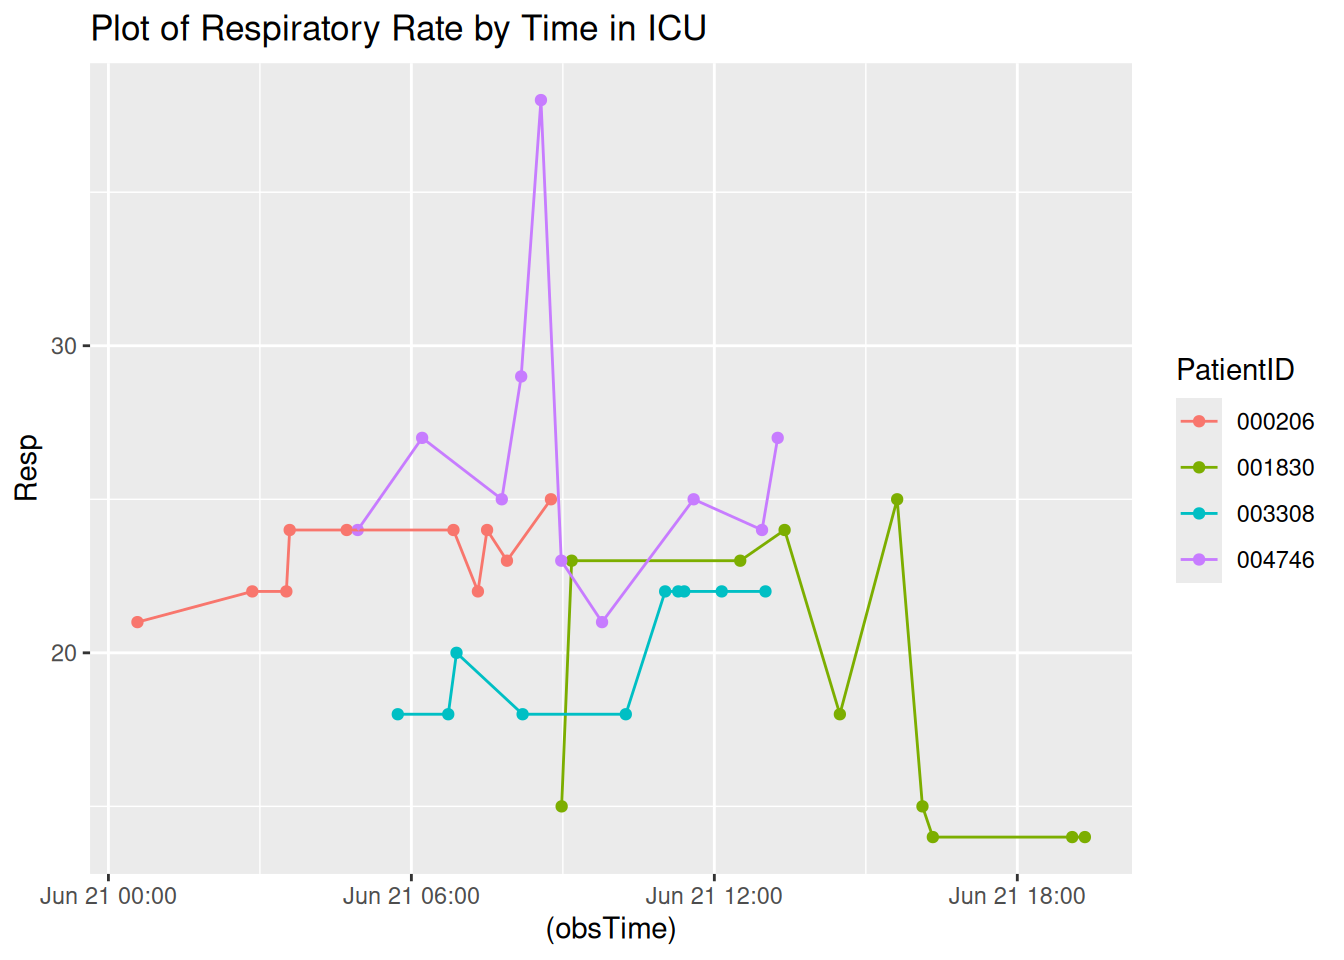 Plot of Respiratory Rate by Time in ICU
Resp
30
20
Jun 21 00:00
Jun 21 06:00
Jun 21 12:00
Jun 21 18:00
(obsTime)
PatientID
000206
001830
003308
004746